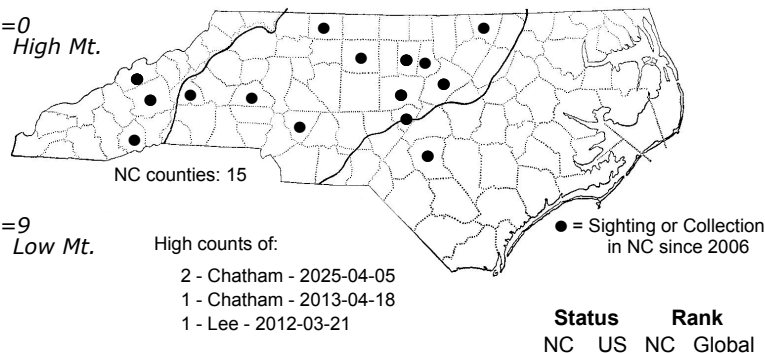 =0
High Mt.
NC counties: 15
=9
Low Mt.
High counts of:
2 - Chatham - 2025-04-05
1 - Chatham - 2013-04-18
1 - Lee - 2012-03-21
● = Sighting or Collection
in NC since 2006
Status Rank
NC US NC Global